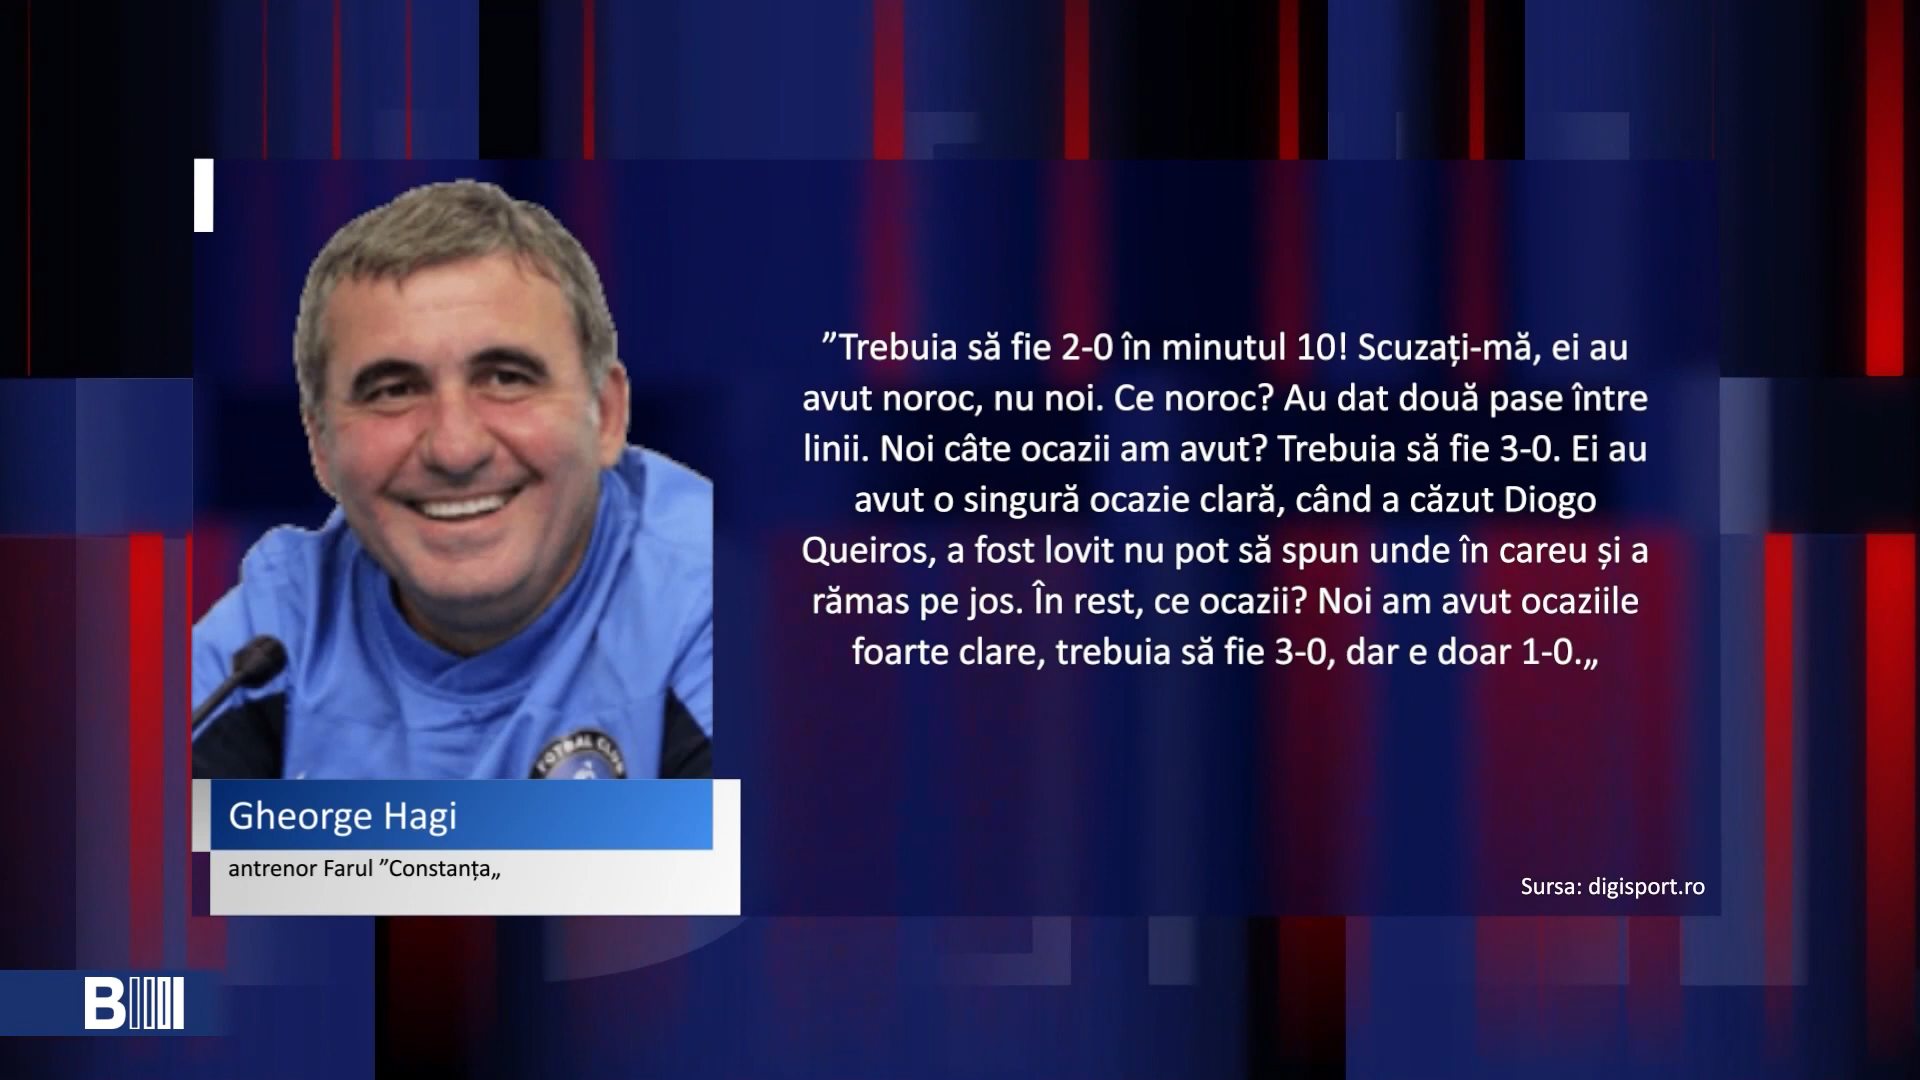 ”Trebuia să fie 2-0 în minutul 10! Scuzați-mă, ei au
avut noroc, nu noi. Ce noroc? Au dat două pase între
linii. Noi câte ocazii am avut? Trebuia să fie 3-0. Ei au
avut o singură ocazie clară, când a căzut Diogo
Queiros, a fost lovit nu pot să spun unde în careu și a
rămas pe jos. În rest, ce ocazii? Noi am avut ocaziile
foarte clare, trebuia să fie 3-0, dar e doar 1-0.„
FOTBAL CLUB
Gheorge Hagi
antrenor Farul ”Constanța„
Sursa: digisport.ro
B